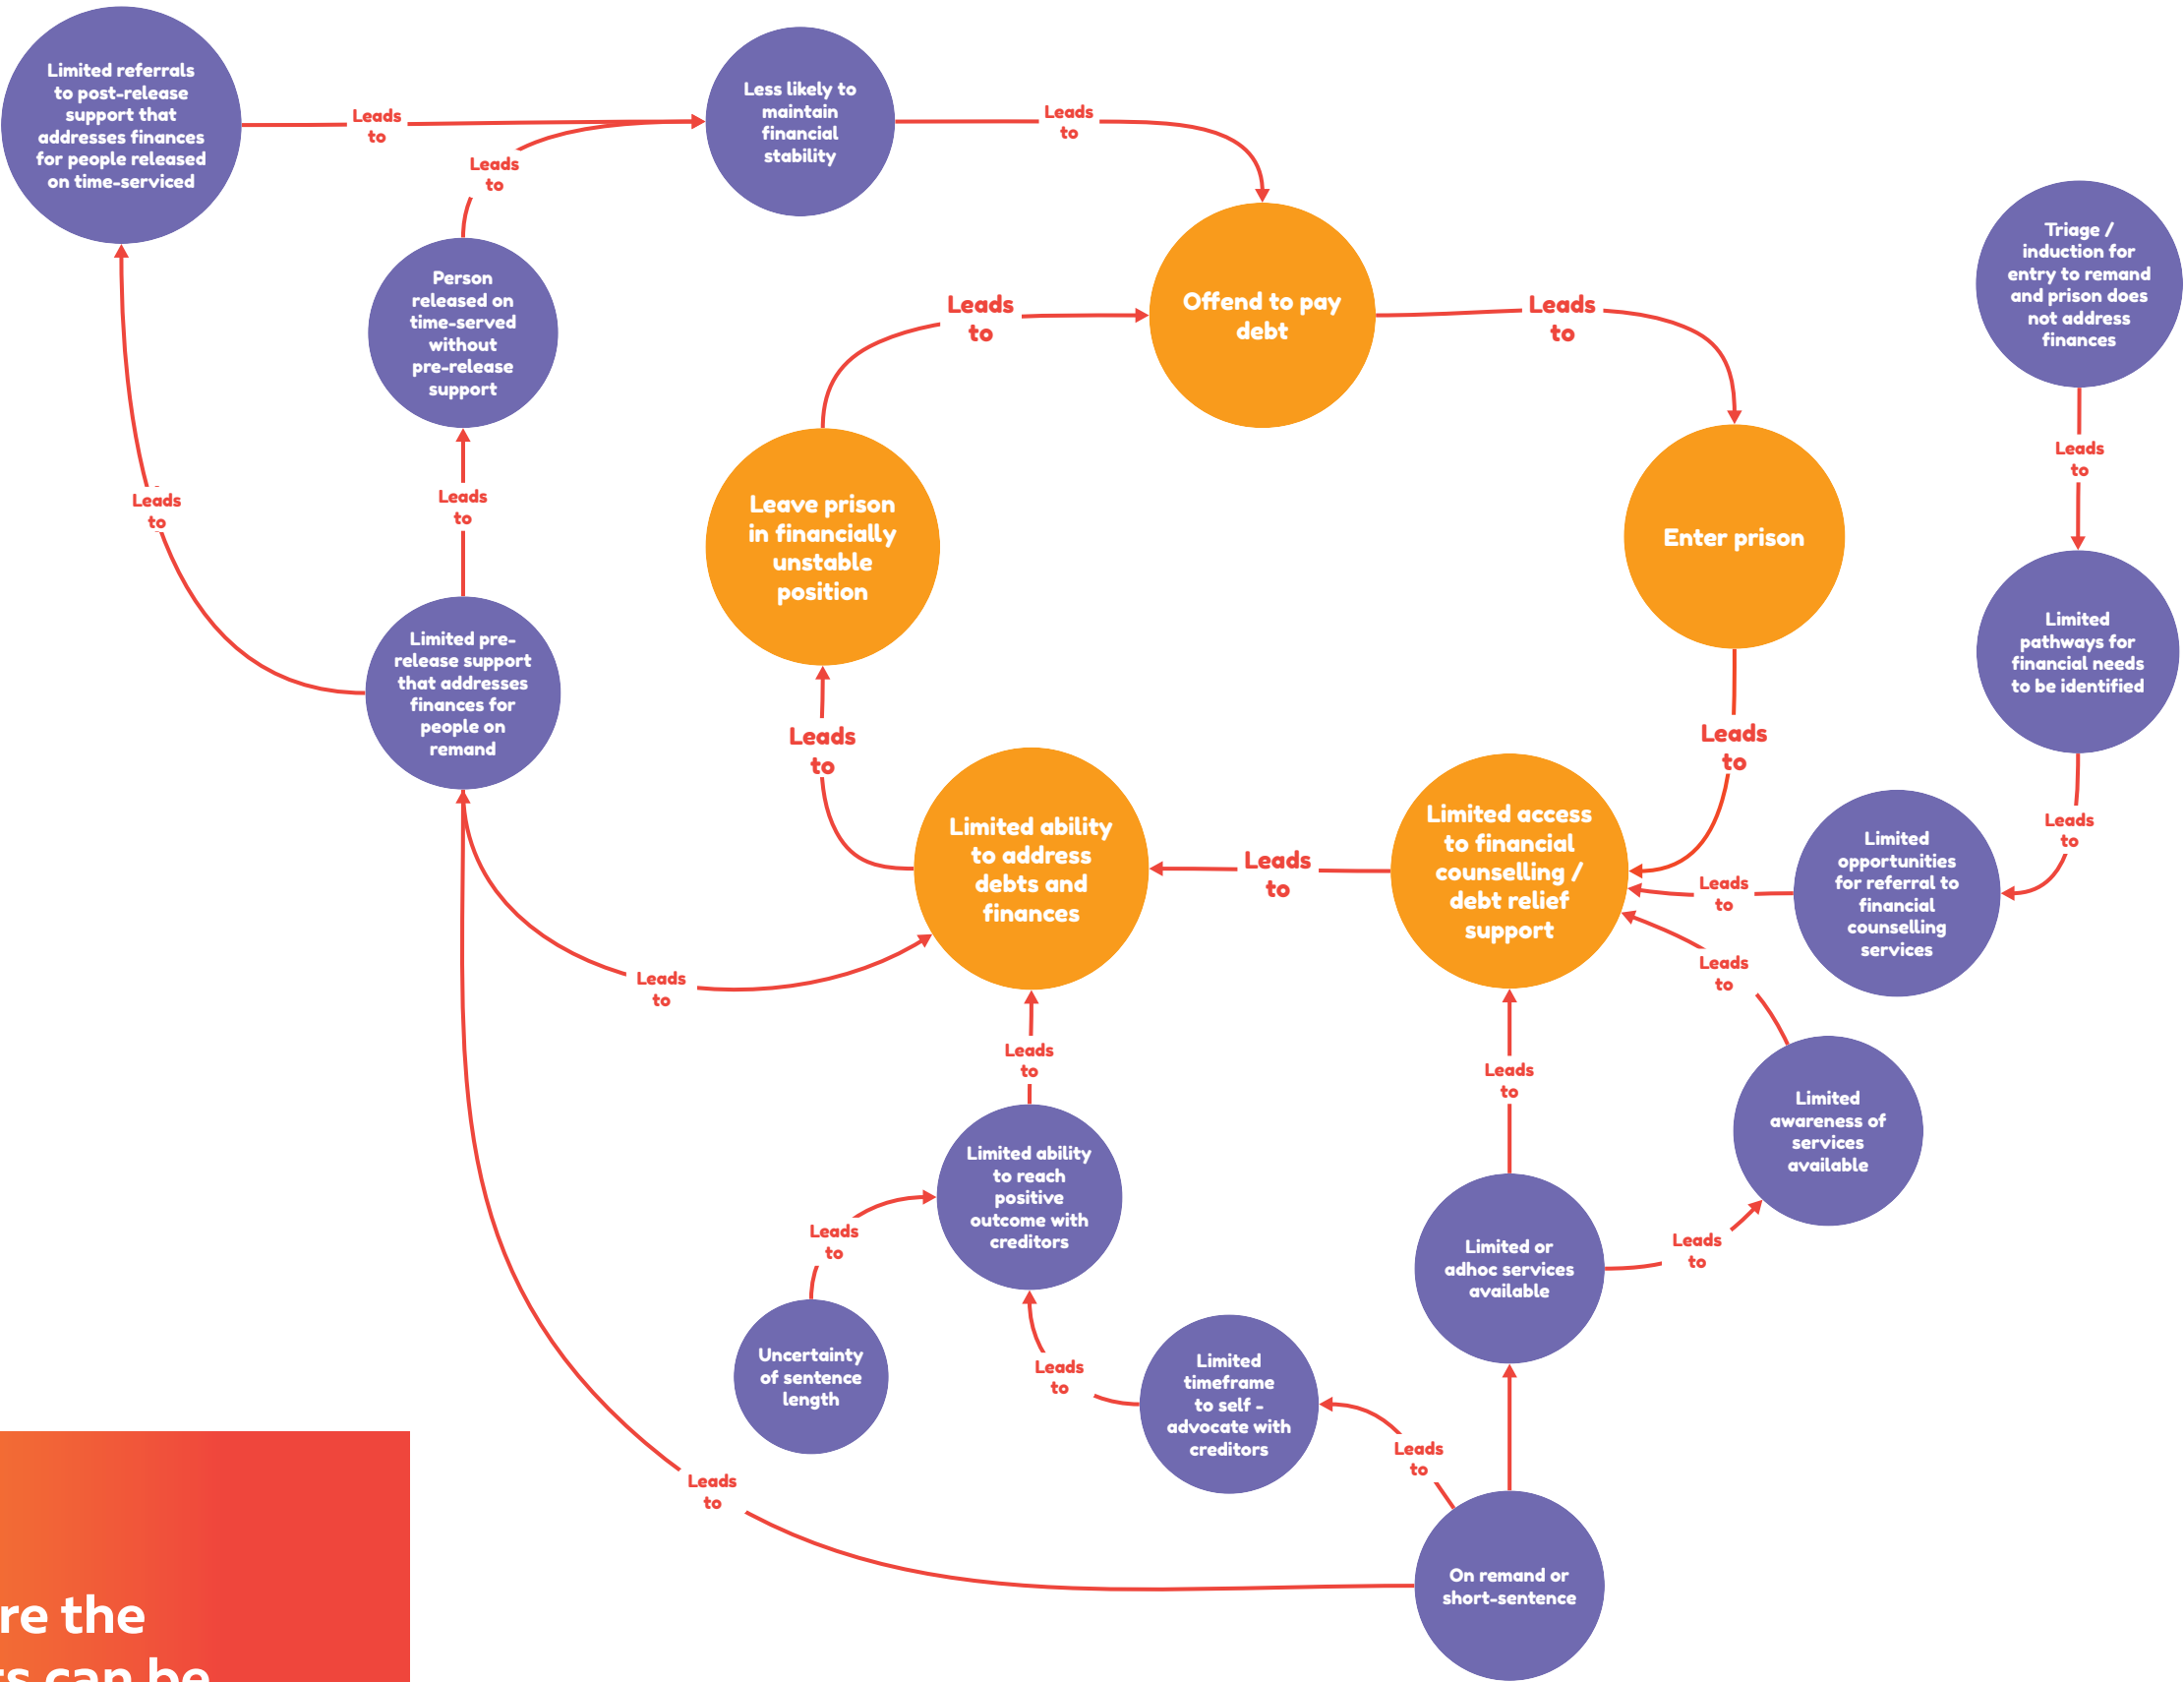 Limited referrals
to post-release
support that
addresses finances
for people released
on time-serviced
Leads
to
Less likely to
maintain
financial
stability
Leads
to
Leads
to
Person
released on
time-served
without
pre-release
support
Leads
to
Offend to pay
debt
Leads
to
Triage /
induction for
entry to remand
and prison does
not address
finances
Leads
to
Leads
to
Leads
to
Leave prison
in financially
unstable
position
Enter prison
Limited
pathways for
financial needs
to be identified
Limited pre-
release support
that addresses
finances for
people on
remand
Leads
to
Leads
to
Leads
to
Limited ability
to address
debts and
finances
Leads
to
Limited access
to financial
counselling /
debt relief
support
Leads
to
Limited
opportunities
for referral to
financial
counselling
services
Leads
to
Leads
to
Leads
to
Leads
to
Limited
awareness of
services
available
Limited ability
to reach
positive
outcome with
creditors
Leads
to
Limited or
adhoc services
available
Leads
to
Uncertainty
of sentence
length
Leads
to
Limited
timeframe
to self -
advocate with
creditors
Leads
to
Leads
to
On remand or
short-sentence
re the
rs can be